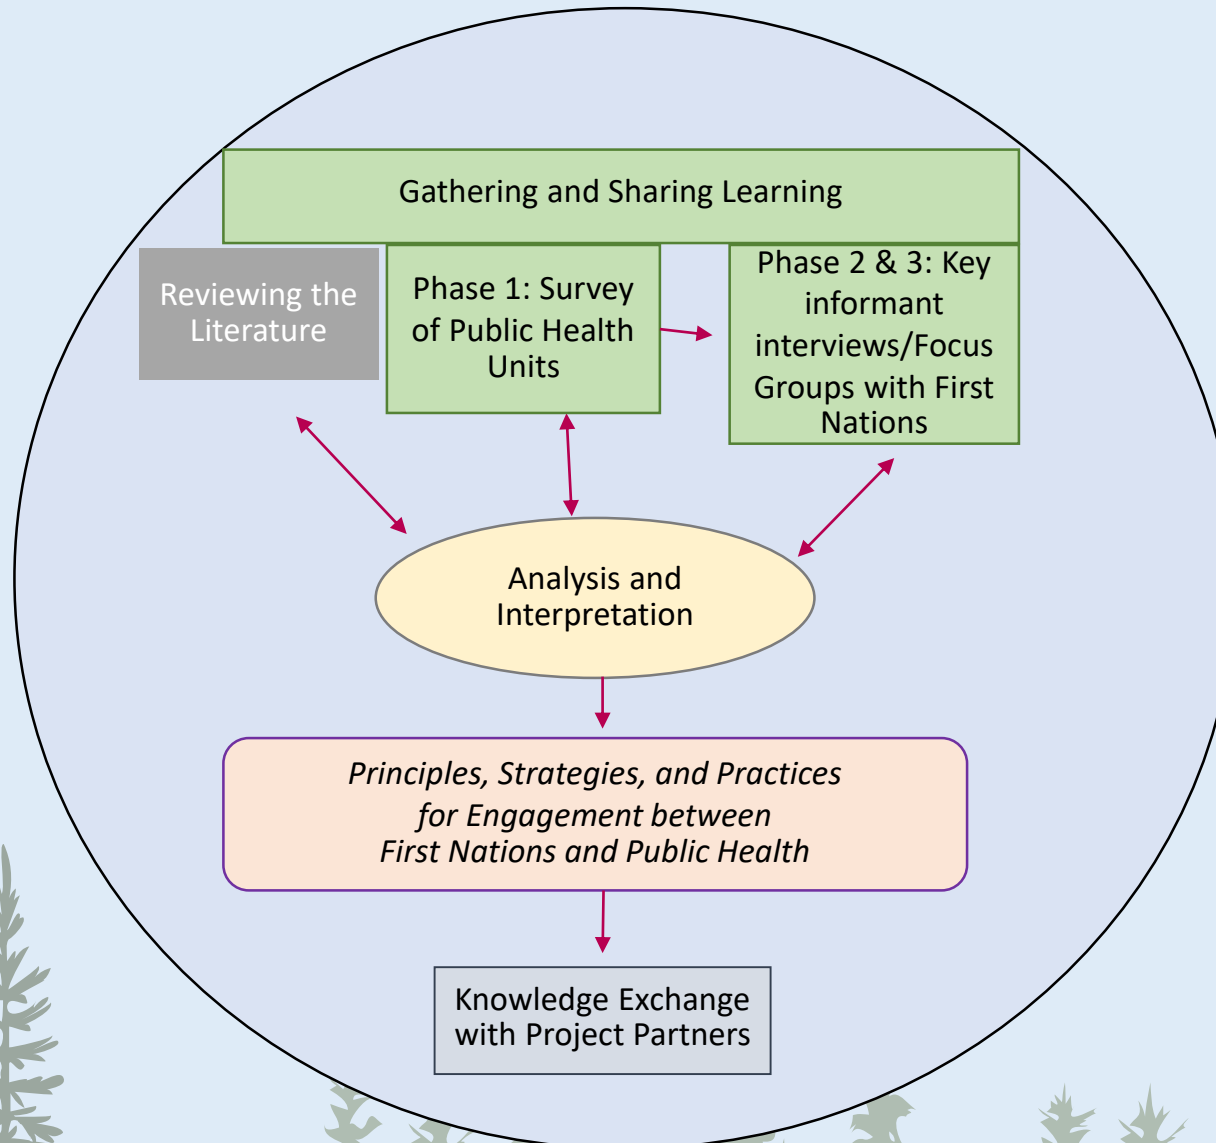 Gathering and Sharing Learning
Reviewing the
Literature
Phase 1: Survey
of Public Health
Units
Phase 2 & 3: Key
informant
interviews/Focus
Groups with First
Nations
Analysis and
Interpretation
Principles, Strategies, and Practices
for Engagement between
First Nations and Public Health
Knowledge Exchange
with Project Partners